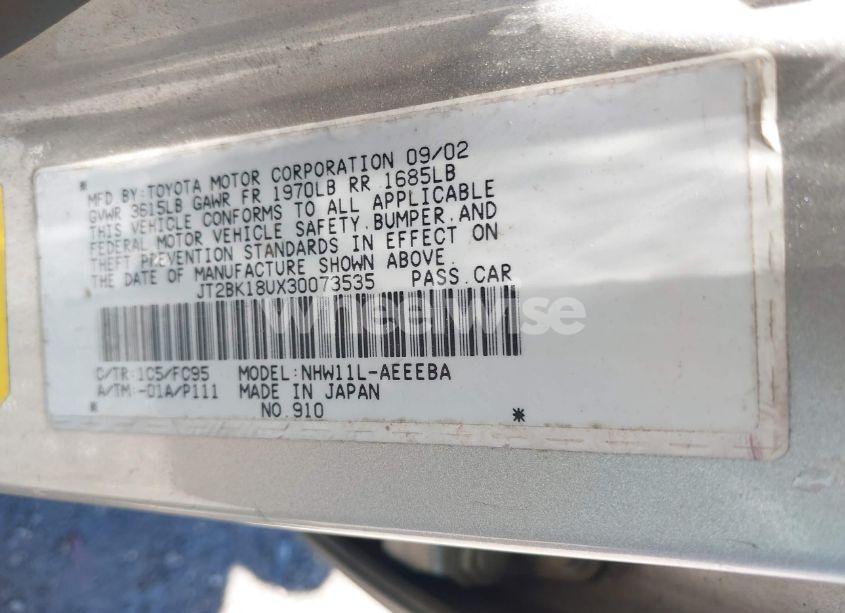 MFD BY:TOYOTA MOTOR CORPORATION 09/02
GVWR 3615LB GAWR FR 1970LB RR 1685LB
THIS VEHICLE CONFORMS TO ALL APPLICABLE
FEDERAL MOTOR VEHICLE SAFETY,BUMPER,AND
THEFT PREVENTION STANDARDS IN EFFECT ON
THE DATE OF MANUFACTURE SHOWN ABOVE.
JT2BK18UX30073535 PASS.CAR
wheelwise
C/TR:1C5/FC95 MODEL:NHW11L-AEEEBA
A/TM:-01A/P111 MADE IN JAPAN
NO.910